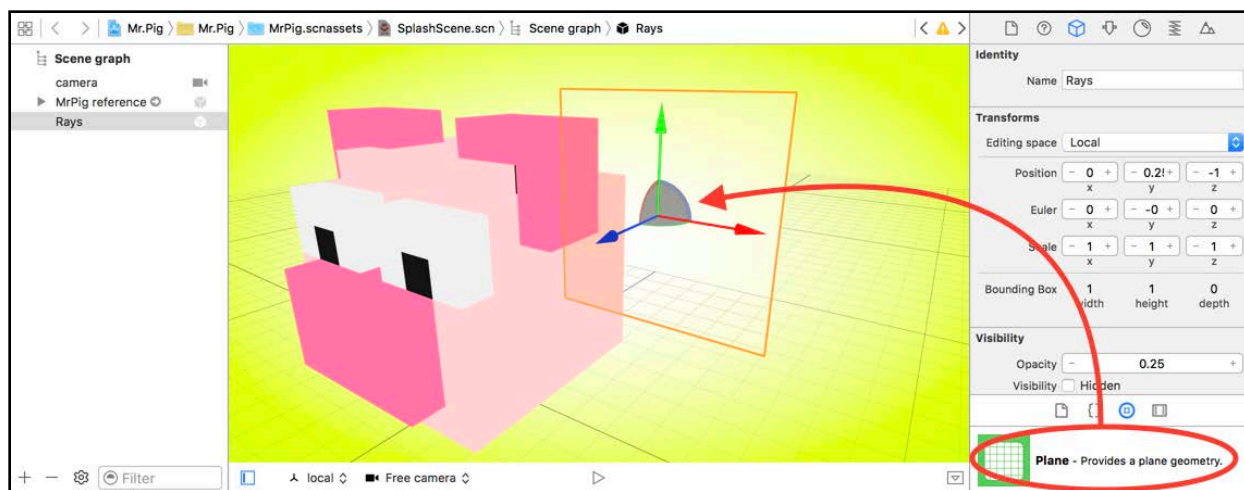 Mr.Pig Mr.Pig MrPig.scnassets SplashScene.scn Scene graph Rays
Scene graph
camera
MrPig reference
Rays
Filter
local Free camera
Identity
Name Rays
Transforms
Editing space Local
Position - 0 + - 0.2 + - -1 +
x y z
Euler - 0 + - -0 + - 0 +
x y z
Scale - 1 + - 1 + - 1 +
x y z
Bounding Box 1 1 0
width height depth
Visibility
Opacity - 0.25 +
Visibility Hidden
Plane - Provides a plane geometry.